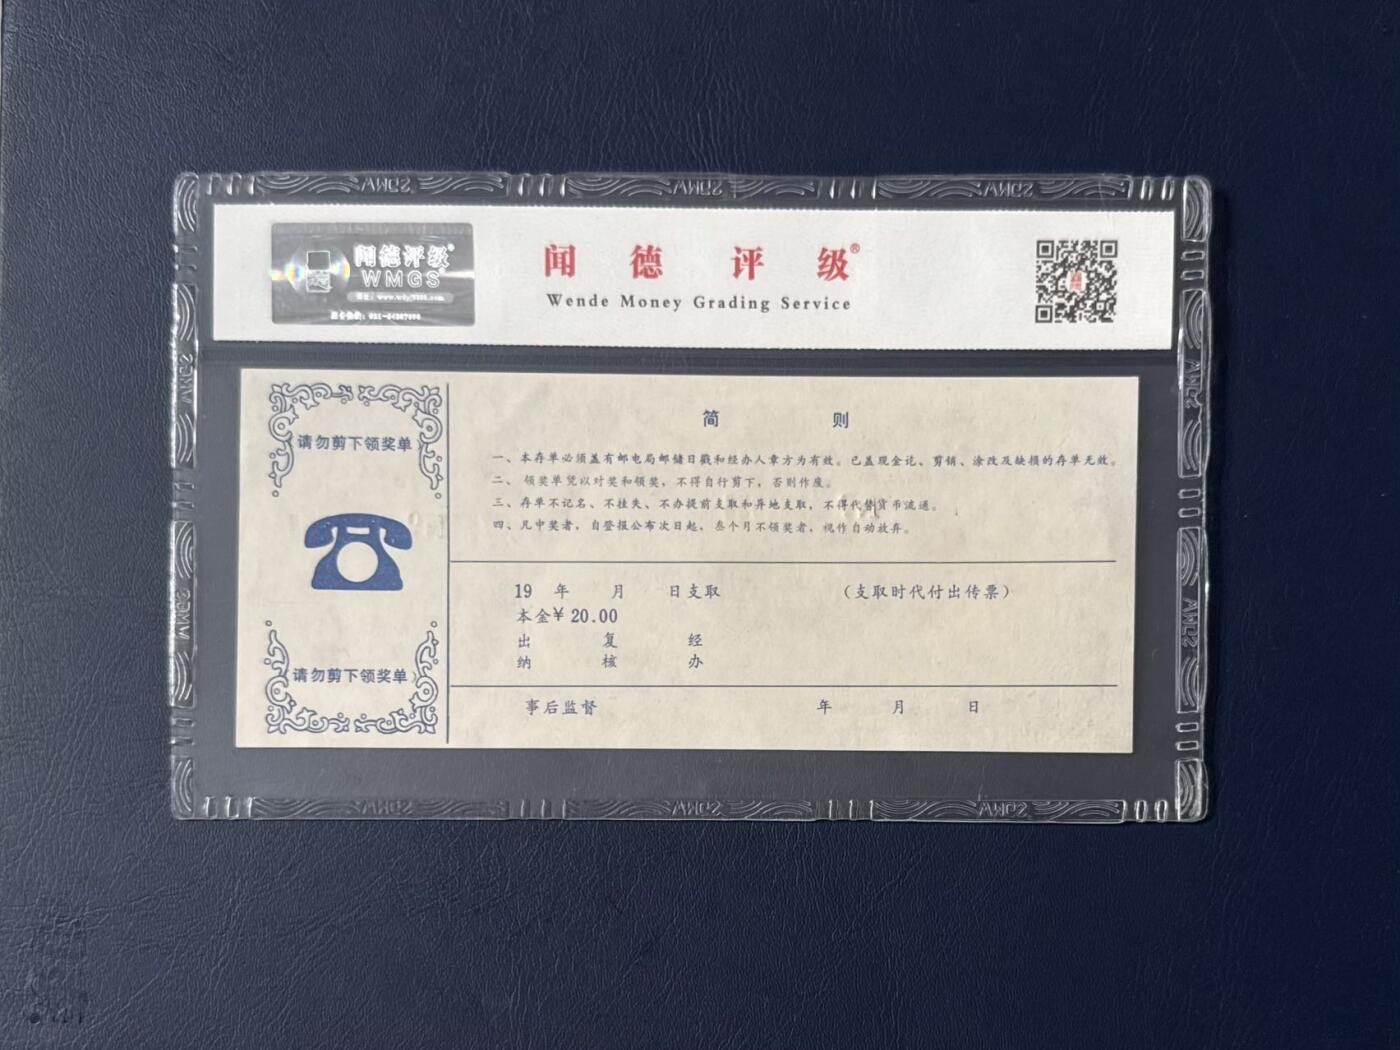 闻德评级®
WMGS
闻德评级®
Wende Money Grading Service
请勿剪下领奖单
请勿剪下领奖单
简则
一、本存单必须盖有邮电局邮储日戳和经办人章方为有效。已盖现金讫、剪销、涂改及缺损的存单无效。
二、领奖单凭以对奖和领奖，不得自行剪下，否则作废。
三、存单不记名、不挂失、不办提前支取和异地支取，不得代替货币流通。
四、凡中奖者，自登报公布次日起，叁个月不领奖者，视作自动放弃。
19 年 月 日支取 （支取时代付出传票）
本金¥ 20.00
出 复 经
纳 核 办
事后监督 年 月 日